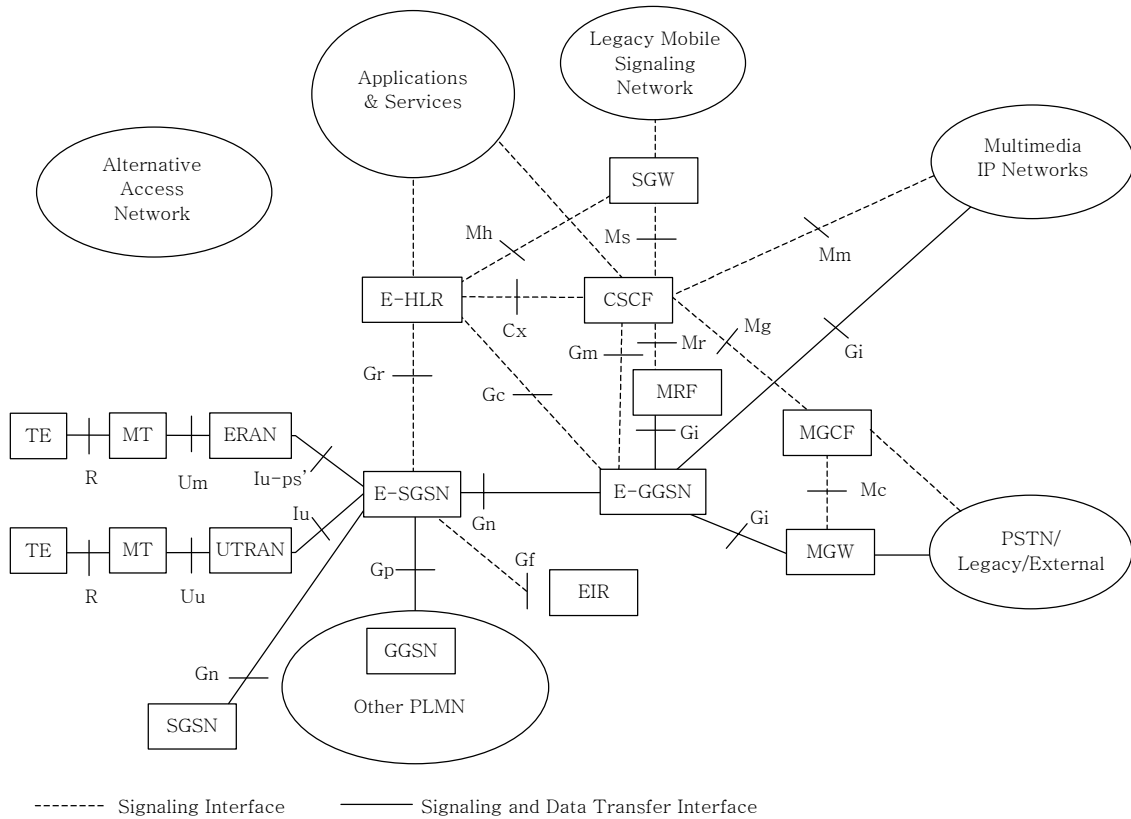 Legacy Mobile
Signaling
Network
Applications
& Services
Multimedia
IP Networks
Alternative
Access
Network
SGW
Mh
Ms
Mm
E-HLR
CSCF
Cx
Mg
Gm
Mr
Gi
Gr
Gc
MRF
TE
MT
ERAN
MGCF
Gi
R
Um
Iu-ps'
E-SGSN
E-GGSN
Mc
Gn
Iu
Gi
TE
MT
UTRAN
MGW
PSTN/
Legacy/External
Gp
Gf
R
Uu
EIR
GGSN
Gn
Other PLMN
SGSN
Signaling Interface
Signaling and Data Transfer Interface